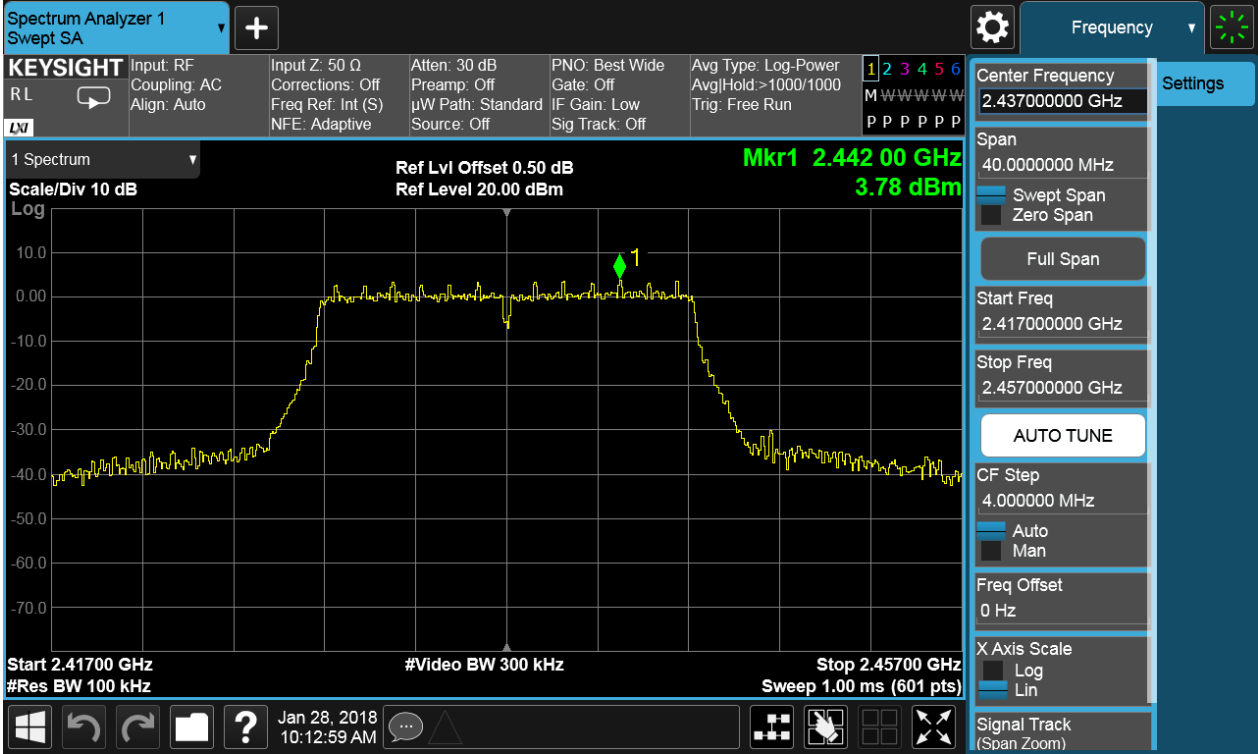 Spectrum Analyzer 1
Swept SA
Frequency
KEYSIGHT
R L
LXI
Input: RF
Coupling: AC
Align: Auto
Input Z: 50 Ω
Corrections: Off
Freq Ref: Int (S)
NFE: Adaptive
Atten: 30 dB
Preamp: Off
µW Path: Standard
Source: Off
PNO: Best Wide
Gate: Off
IF Gain: Low
Sig Track: Off
Avg Type: Log-Power
Avg|Hold:>1000/1000
Trig: Free Run
1 2 3 4 5 6
M W W W W W
P P P P P P
1 Spectrum
Scale/Div 10 dB
Log
Ref Lvl Offset 0.50 dB
Ref Level 20.00 dBm
Mkr1 2.442 00 GHz
3.78 dBm
1
10.0
0.00
-10.0
-20.0
-30.0
-40.0
-50.0
-60.0
-70.0
Start 2.41700 GHz
#Res BW 100 kHz
#Video BW 300 kHz
Stop 2.45700 GHz
Sweep 1.00 ms (601 pts)
Jan 28, 2018
10:12:59 AM
Center Frequency
2.437000000 GHz
Span
40.0000000 MHz
Swept Span
Zero Span
Full Span
Start Freq
2.417000000 GHz
Stop Freq
2.457000000 GHz
AUTO TUNE
CF Step
4.000000 MHz
Auto
Man
Freq Offset
0 Hz
X Axis Scale
Log
Lin
Signal Track
(Span Zoom)
Settings